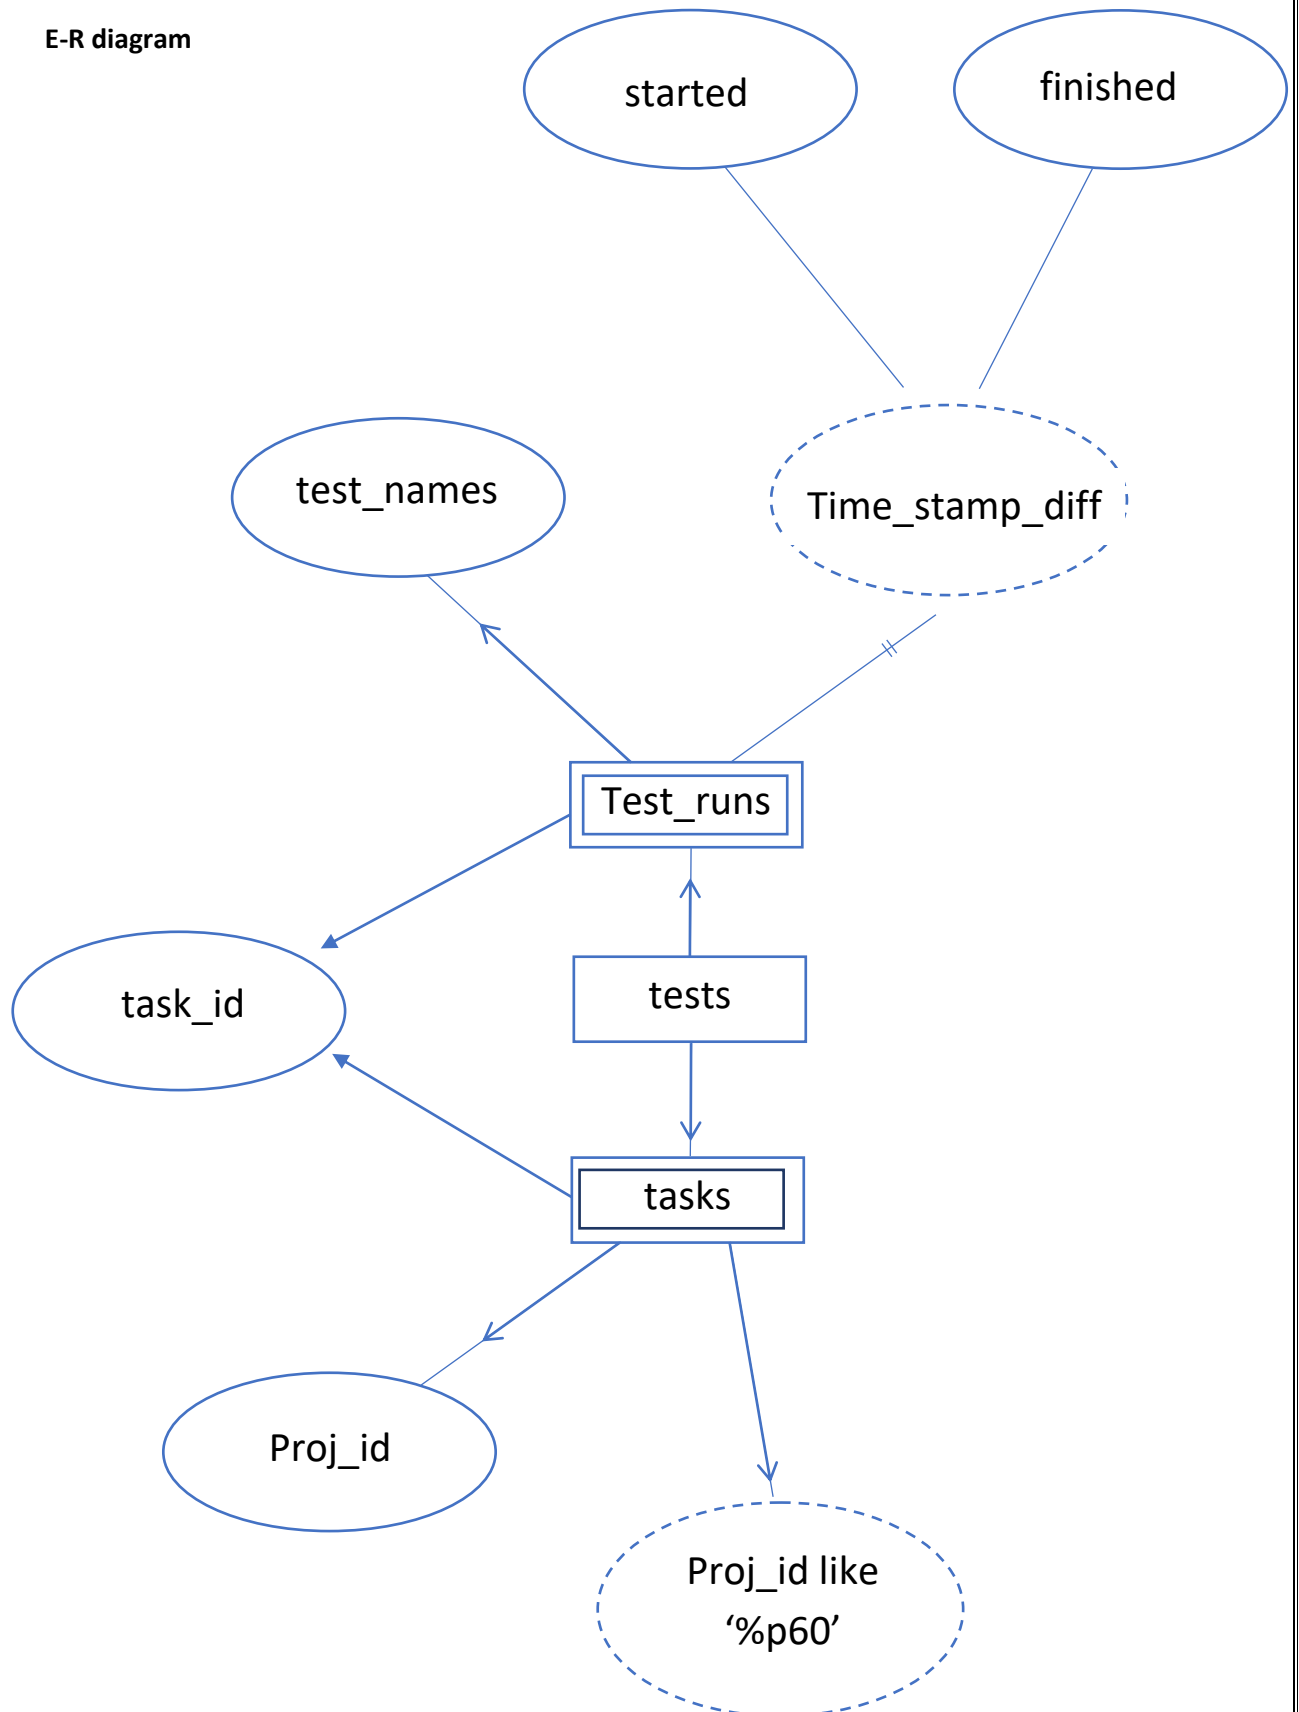 E-R diagram
started
finished
test_names
Time_stamp_diff
Test_runs
task_id
tests
tasks
Proj_id
Proj_id like
‘%p60’